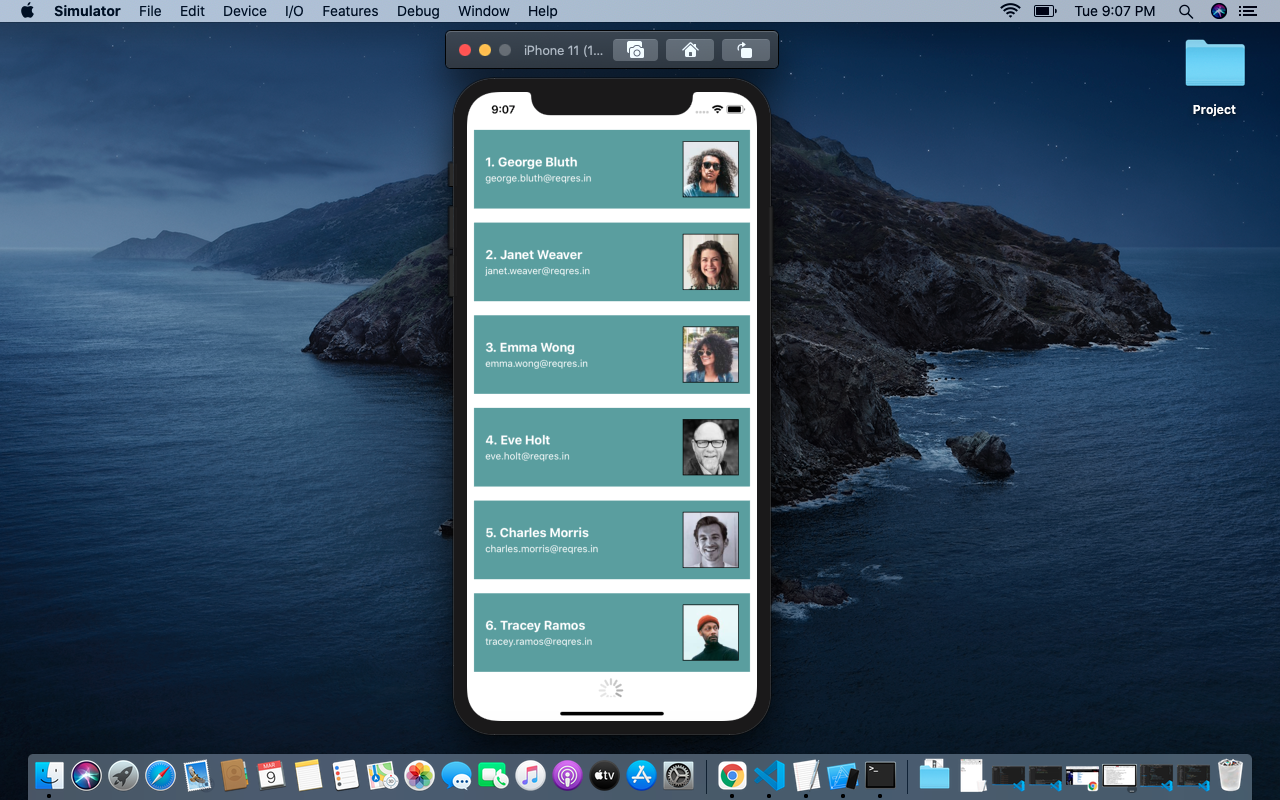 Simulator File Edit Device I/O Features Debug Window Help Tue 9:07 PM
iPhone 11 (1...
Project
9:07
1. George Bluth
george.bluth@reqres.in
2. Janet Weaver
janet.weaver@reqres.in
3. Emma Wong
emma.wong@reqres.in
4. Eve Holt
eve.holt@reqres.in
5. Charles Morris
charles.morris@reqres.in
6. Tracey Ramos
tracey.ramos@reqres.in
MAR
9
tv
>_